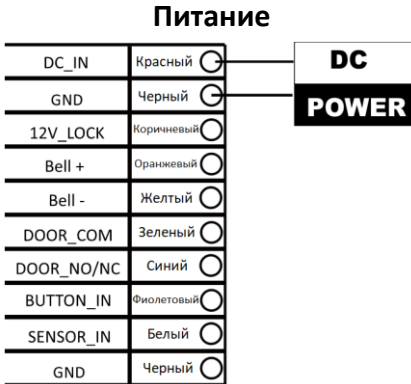 Питание
DC_IN Красный DC
GND Черный POWER
12V_LOCK Коричневый
Bell + Оранжевый
Bell - Желтый
DOOR_COM Зеленый
DOOR_NO/NC Синий
BUTTON_IN Фиолетовый
SENSOR_IN Белый
GND Черный